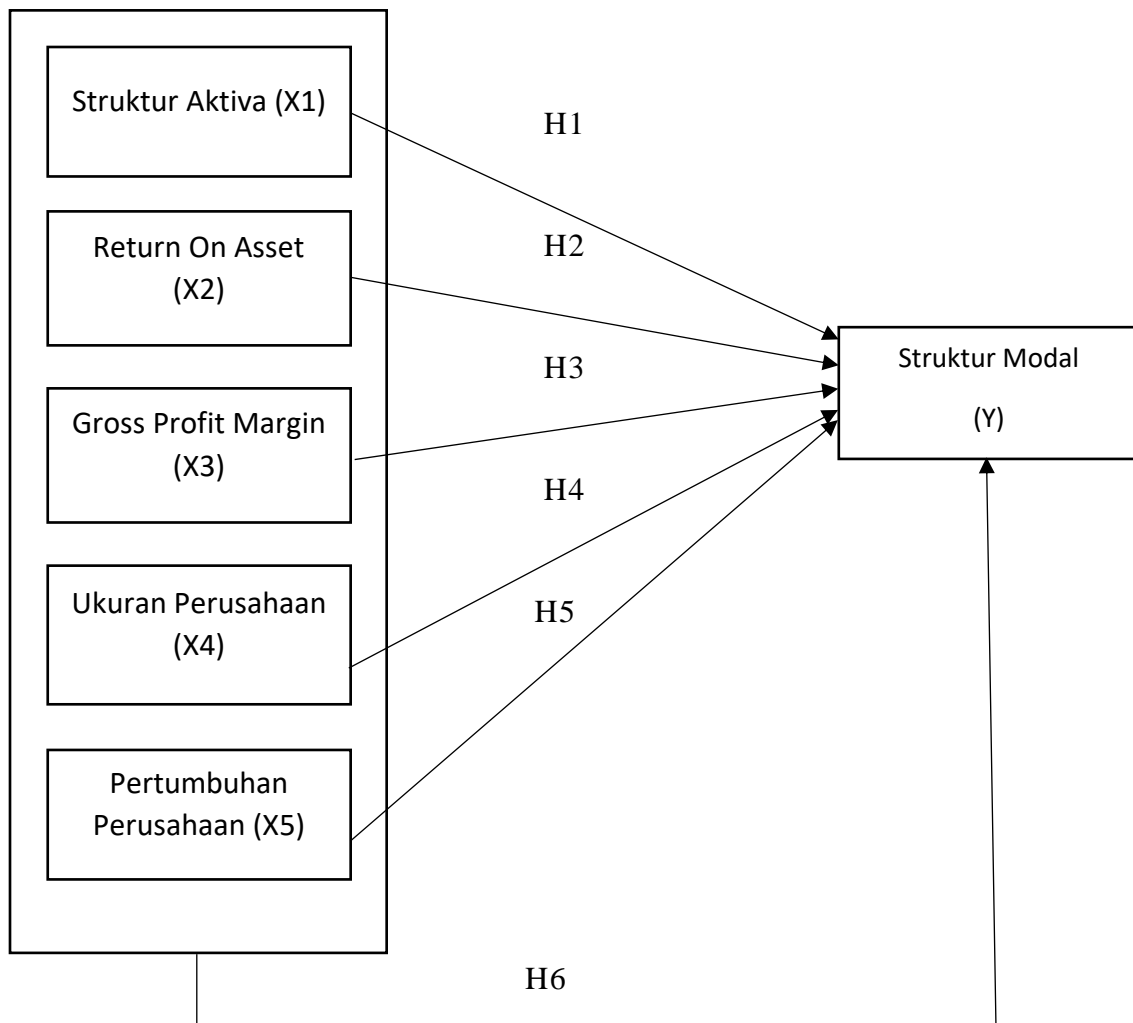 Struktur Aktiva (X1)
Return On Asset
(X2)
Gross Profit Margin
(X3)
Ukuran Perusahaan
(X4)
Pertumbuhan
Perusahaan (X5)
H1
H2
H3
H4
H5
H6
Struktur Modal
(Y)